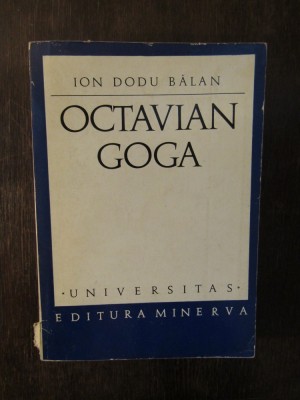 ION DODU BĂLAN
OCTAVIAN
GOGA
·UNIVERSITAS·
EDITURA MINERVA